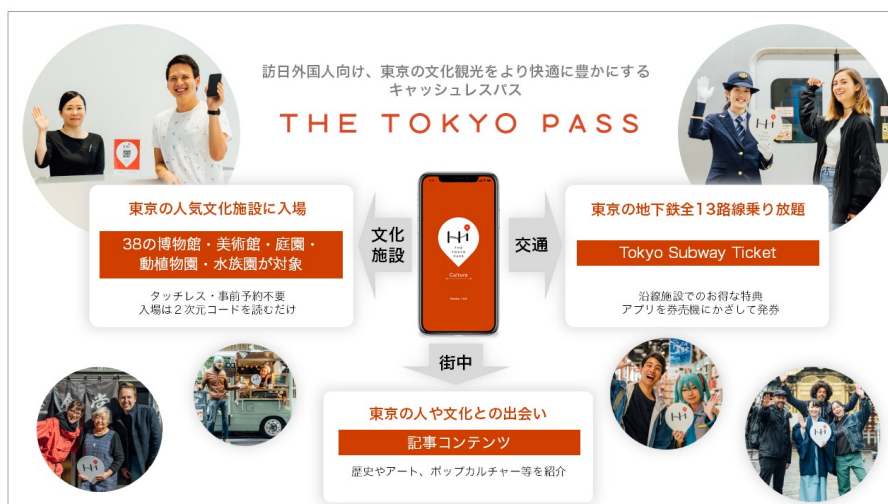 訪日外国人向け、東京の文化観光をより快適に豊かにする
キャッシュレスパス
THE TOKYO PASS
東京の人気文化施設に入場
38の博物館・美術館・庭園・
動植物園・水族園が対象
タッチレス・事前予約不要
入場は2次元コードを読むだけ
文化
施設
Hi
THE
TOKYO
PASS
Culture
交通
東京の地下鉄全13路線乗り放題
Tokyo Subway Ticket
沿線施設でのお得な特典
アプリを券売機にかざして発券
街中
東京の人や文化との出会い
記事コンテンツ
歴史やアート、ポップカルチャー等を紹介